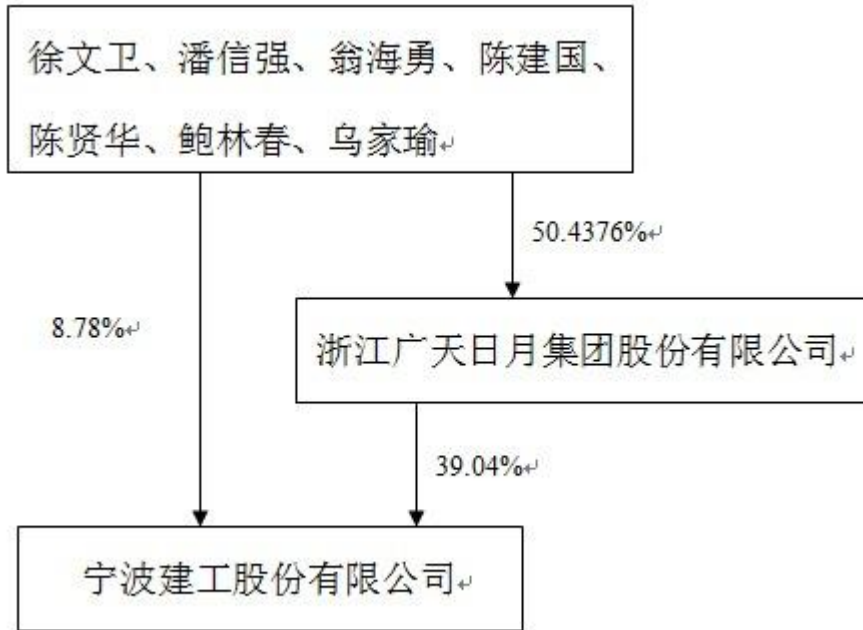 徐文卫、潘信强、翁海勇、陈建国、
陈贤华、鲍林春、乌家瑜↵
50.4376%↵
8.78%↵
浙江广天日月集团股份有限公司↵
39.04%↵
宁波建工股份有限公司↵